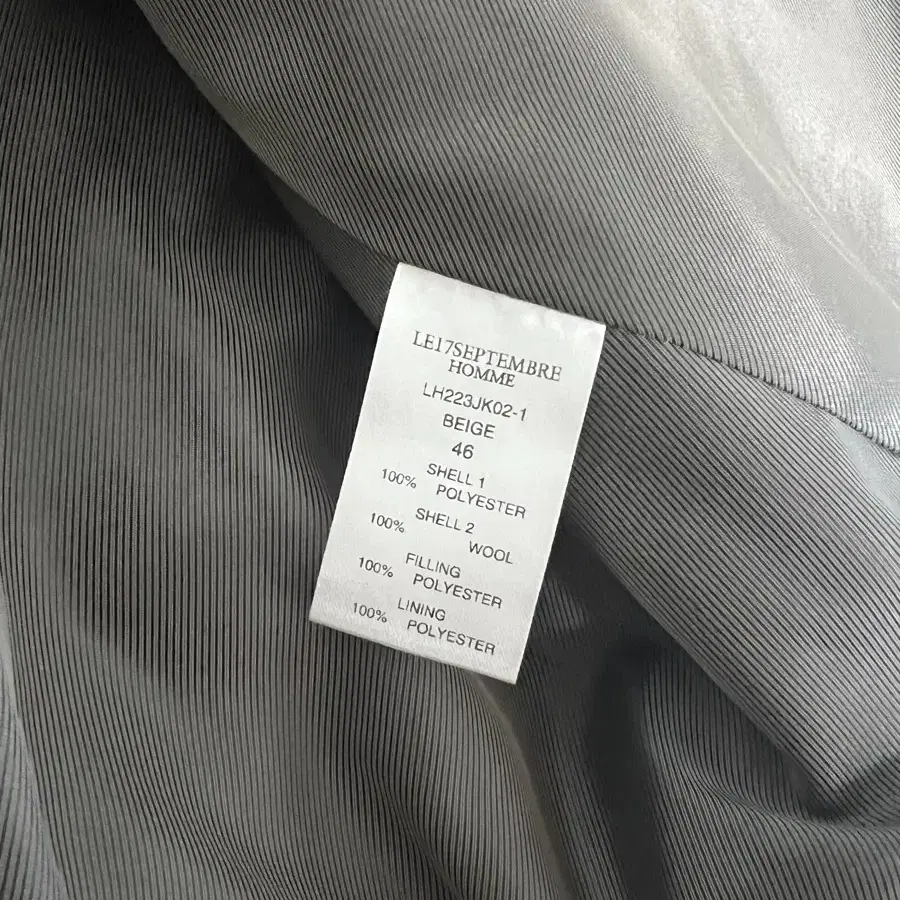 LE17SEPTEMBRE
HOMME
LH223JK02-1
BEIGE
46
SHELL 1
100% POLYESTER
SHELL 2
100% WOOL
FILLING
100% POLYESTER
LINING
100% POLYESTER